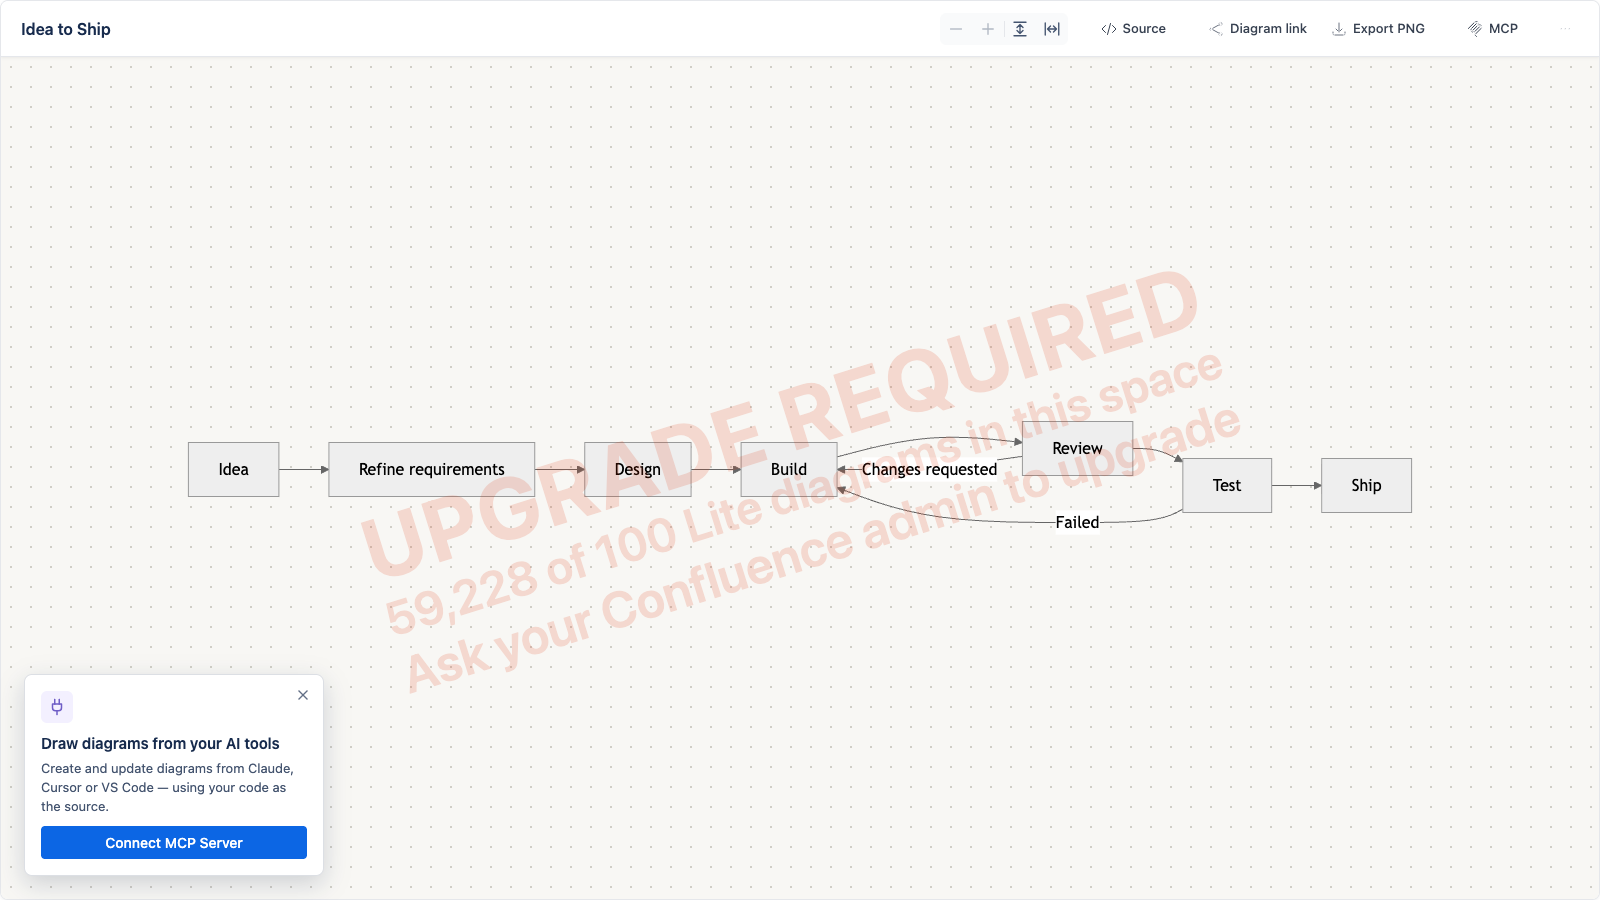 Idea to Ship
Source
Diagram link
Export PNG
MCP
UPGRADE REQUIRED
59,228 of 100 Lite diagrams in this space
Ask your Confluence admin to upgrade
Idea
Refine requirements
Design
Build
Changes requested
Review
Failed
Test
Ship
Draw diagrams from your AI tools
Create and update diagrams from Claude,
Cursor or VS Code — using your code as
the source.
Connect MCP Server